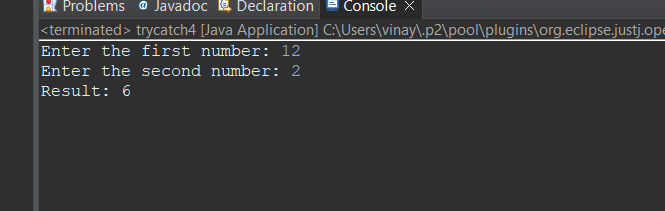 Problems @ Javadoc Declaration Console
<terminated> trycatch4 [Java Application] C:\Users\vinay\.p2\pool\plugins\org.eclipse.justj.ope
Enter the first number: 12
Enter the second number: 2
Result: 6